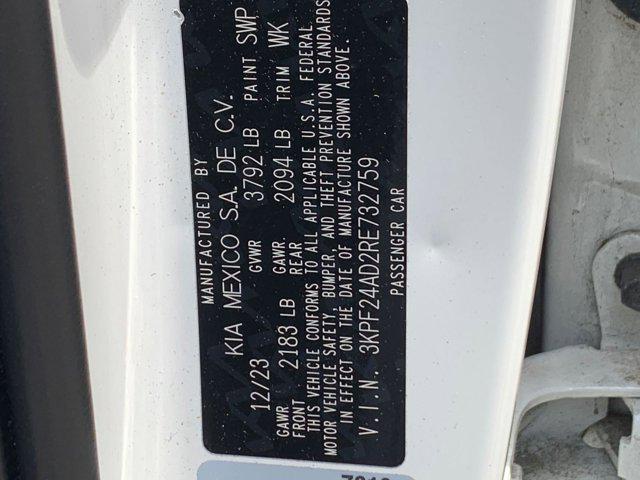 MANUFACTURED BY
KIA MEXICO S.A. DE C.V.
12/23 GVWR 3792 LB PAINT SWP
GAWR FRONT 2183 LB GAWR REAR 2094 LB TRIM WK
THIS VEHICLE CONFORMS TO ALL APPLICABLE U.S.A. FEDERAL
MOTOR VEHICLE SAFETY, BUMPER, AND THEFT PREVENTION STANDARDS
IN EFFECT ON THE DATE OF MANUFACTURE SHOWN ABOVE.
V.I.N. 3KPF24AD2RE732759
PASSENGER CAR